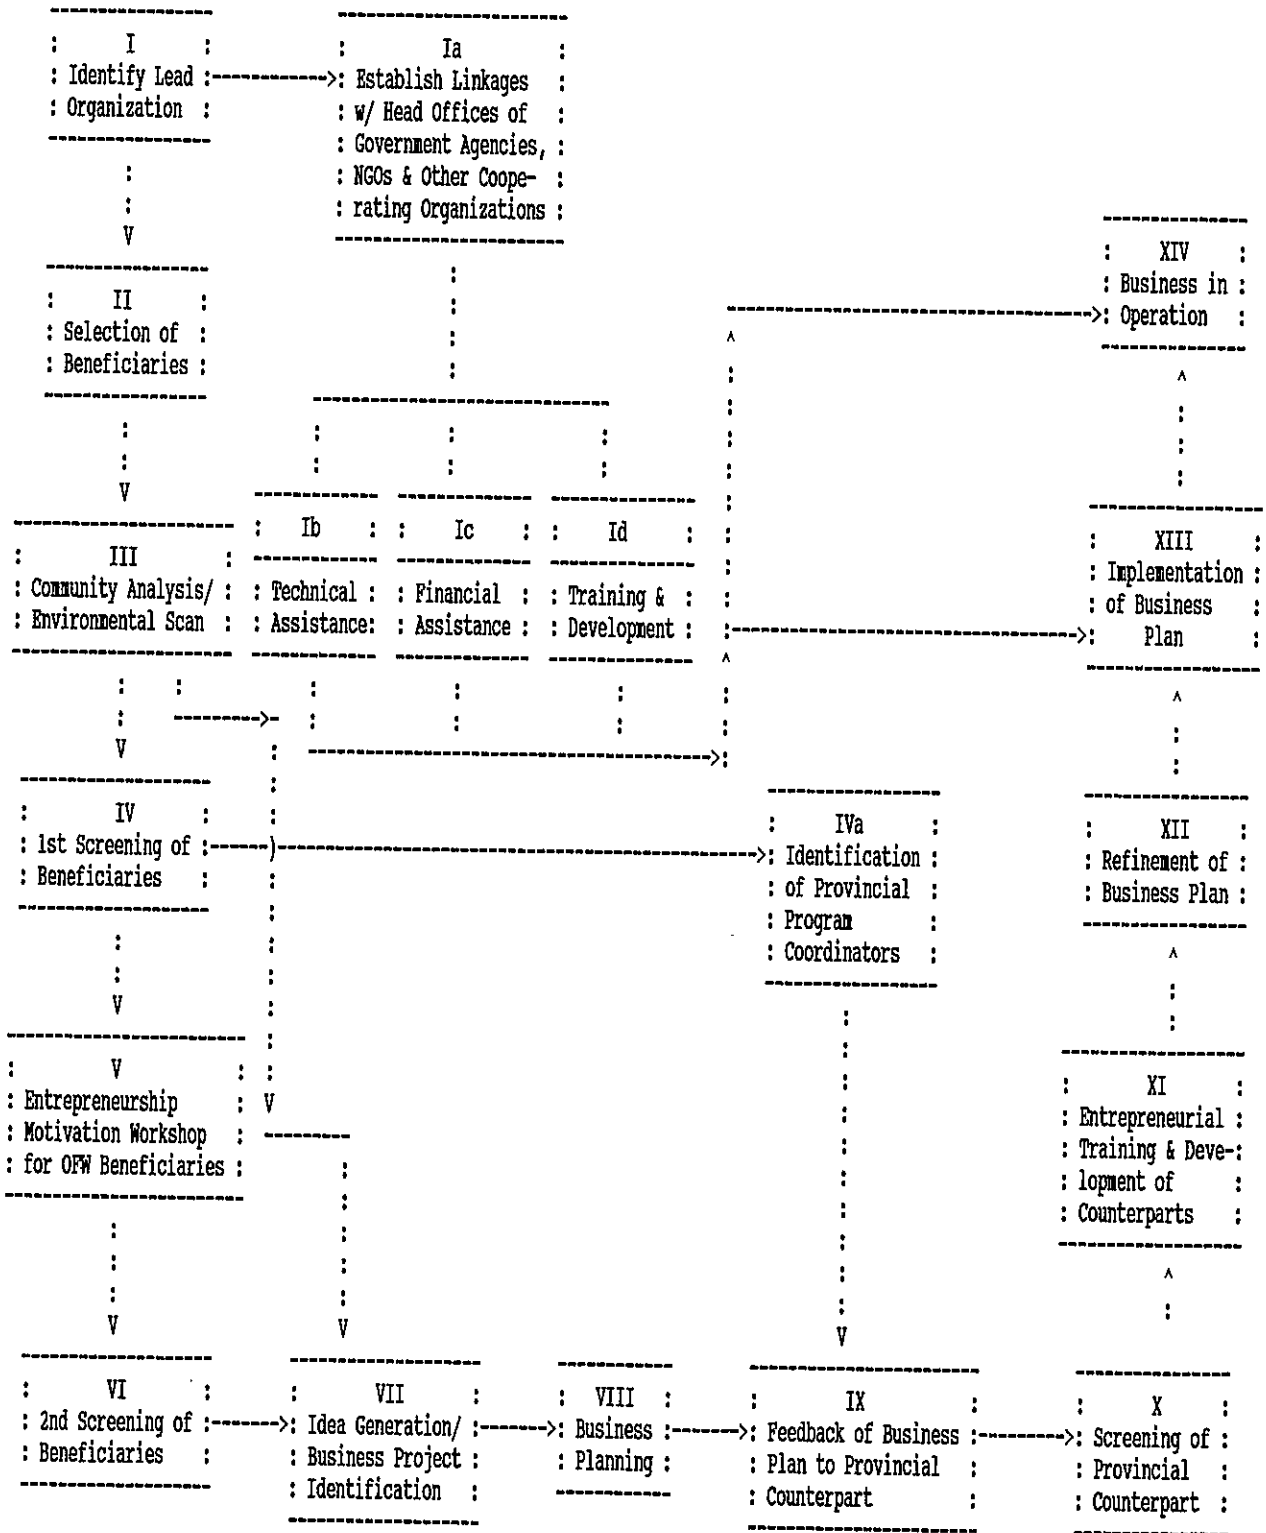 I
Identify Lead
Organization
Ia
Establish Linkages
w/ Head Offices of
Government Agencies,
NGOs & Other Coope-
rating Organizations
II
Selection of
Beneficiaries
XIV
Business in
Operation
III
Community Analysis/
Environmental Scan
Ib
Technical
Assistance
Ic
Financial
Assistance
Id
Training &
Development
XIII
Implementation
of Business
Plan
IV
1st Screening of
Beneficiaries
IVa
Identification
of Provincial
Program
Coordinators
XII
Refinement of
Business Plan
V
Entrepreneurship
Motivation Workshop
for OFW Beneficiaries
XI
Entrepreneurial
Training & Deve-
lopment of
Counterparts
VI
2nd Screening of
Beneficiaries
VII
Idea Generation/
Business Project
Identification
VIII
Business
Planning
IX
Feedback of Business
Plan to Provincial
Counterpart
X
Screening of
Provincial
Counterpart